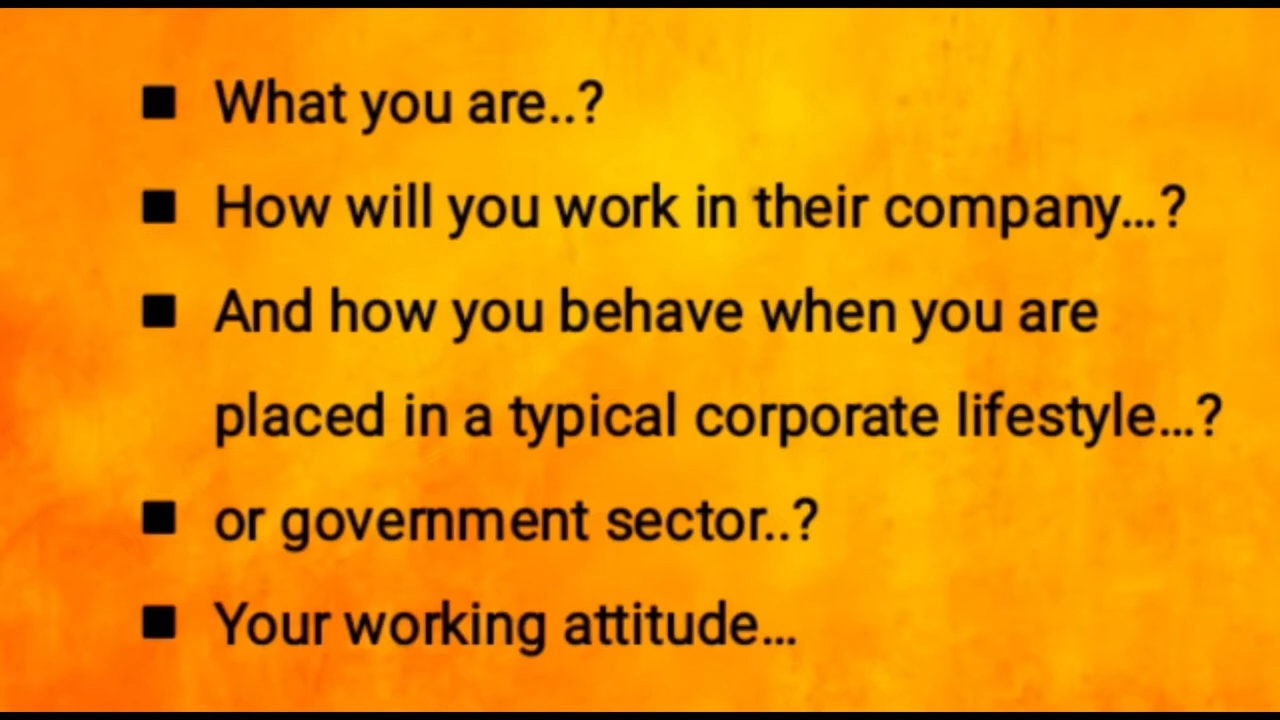 ■ What you are..?
■ How will you work in their company...?
■ And how you behave when you are
placed in a typical corporate lifestyle...?
■ or government sector..?
■ Your working attitude...